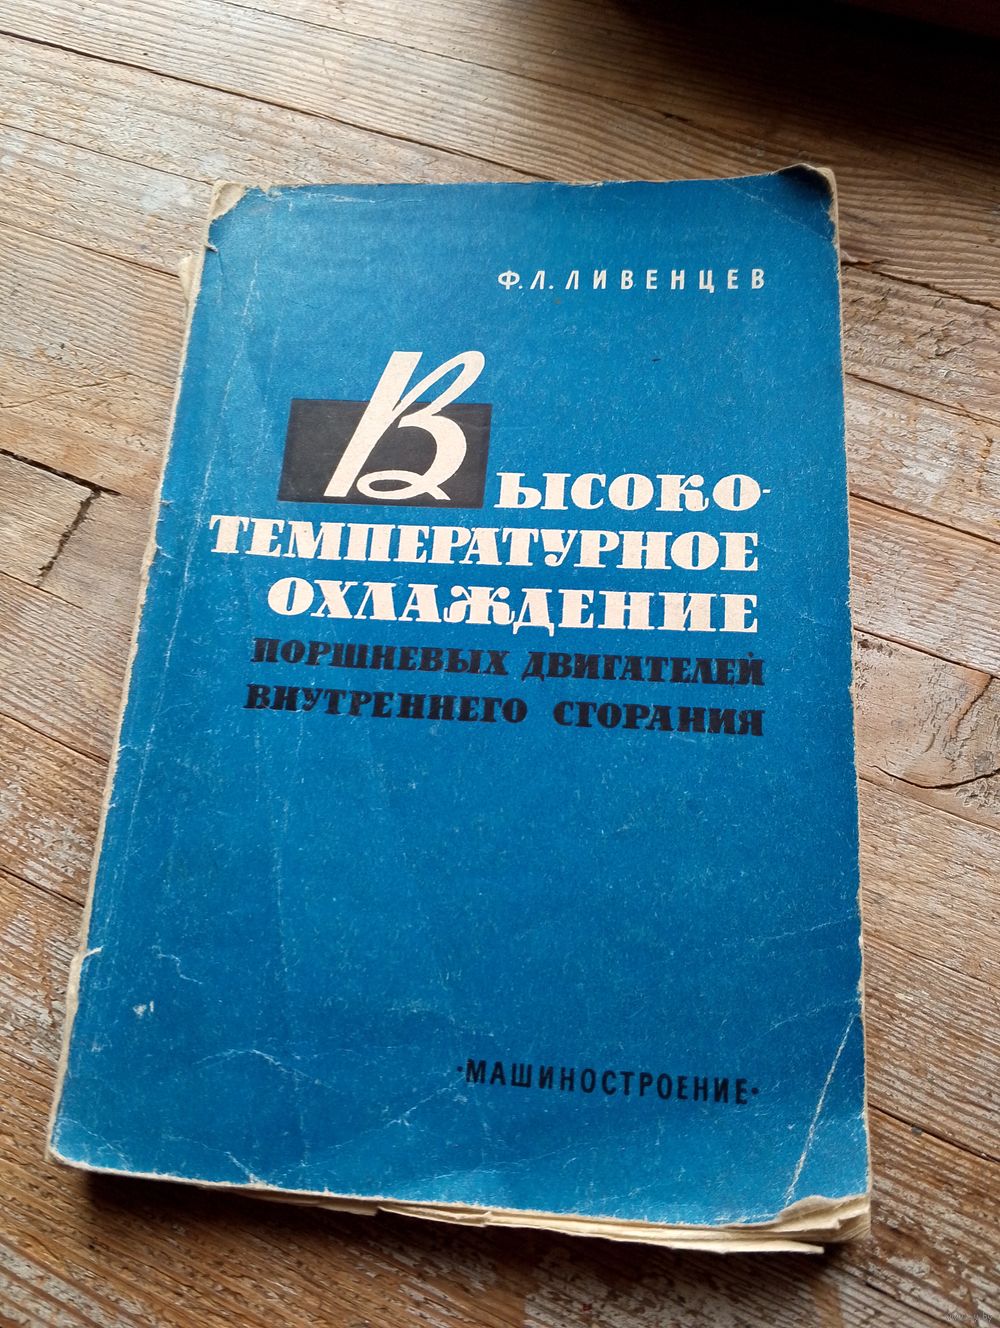 Ф.Л. ЛИВЕНЦЕВ
ВЫСОКО-
ТЕМПЕРАТУРНОЕ
ОХЛАЖДЕНИЕ
ПОРШНЕВЫХ ДВИГАТЕЛЕЙ
ВНУТРЕННЕГО СГОРАНИЯ
·МАШИНОСТРОЕНИЕ·